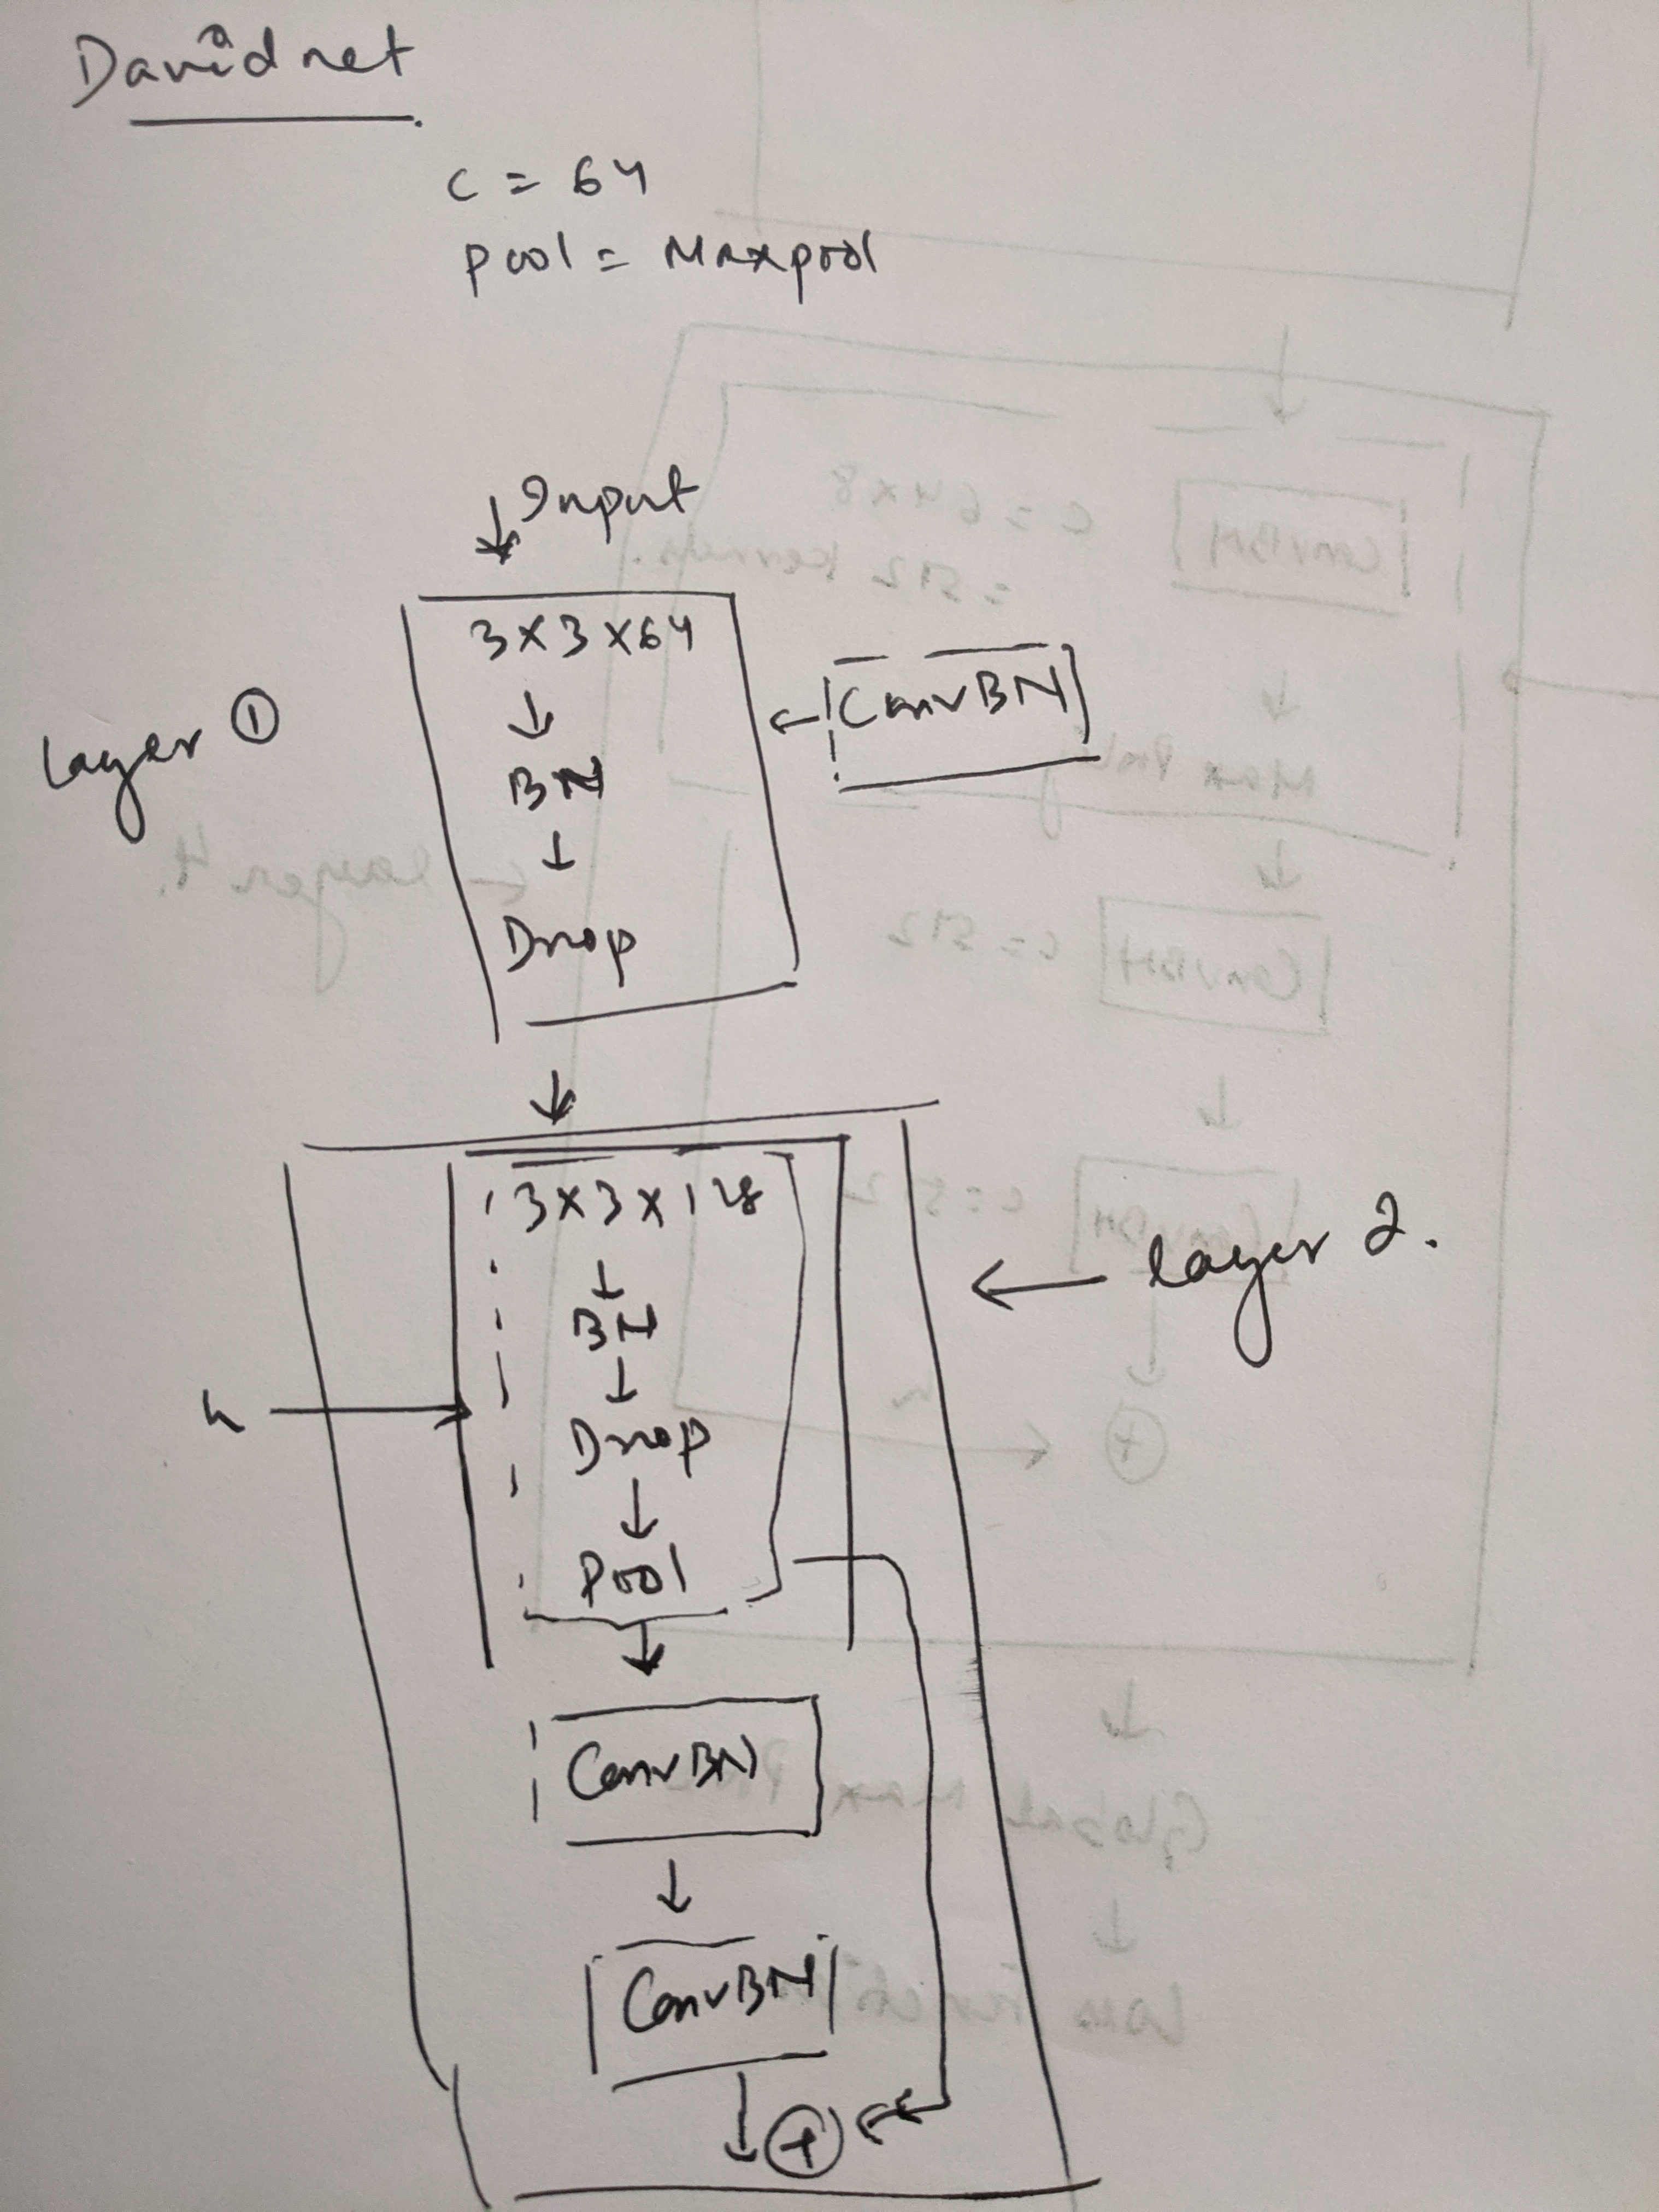 Davidnet
c = 64
pool = Maxpool
Input
3x3x64
↓
BN
↓
Drop
ConvBN
layer ①
3x3x128
↓
BN
↓
Drop
↓
Pool
h
layer 2.
ConvBN
ConvBN
+